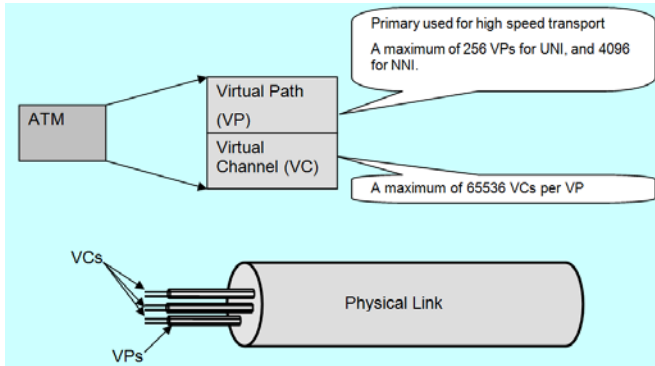 Primary used for high speed transport
A maximum of 256 VPs for UNI, and 4096
for NNI.
ATM
Virtual Path
(VP)
Virtual
Channel (VC)
A maximum of 65536 VCs per VP
VCs
Physical Link
VPs